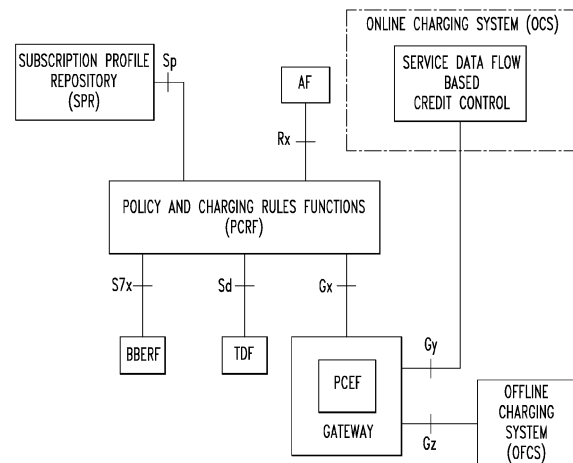 ONLINE CHARGING SYSTEM (OCS)
SUBSCRIPTION PROFILE
REPOSITORY
(SPR)
Sp
AF
SERVICE DATA FLOW
BASED
CREDIT CONTROL
Rx
POLICY AND CHARGING RULES FUNCTIONS
(PCRF)
S7x
Sd
Gx
BBERF
TDF
PCEF
GATEWAY
Gy
Gz
OFFLINE
CHARGING
SYSTEM
(OFCS)